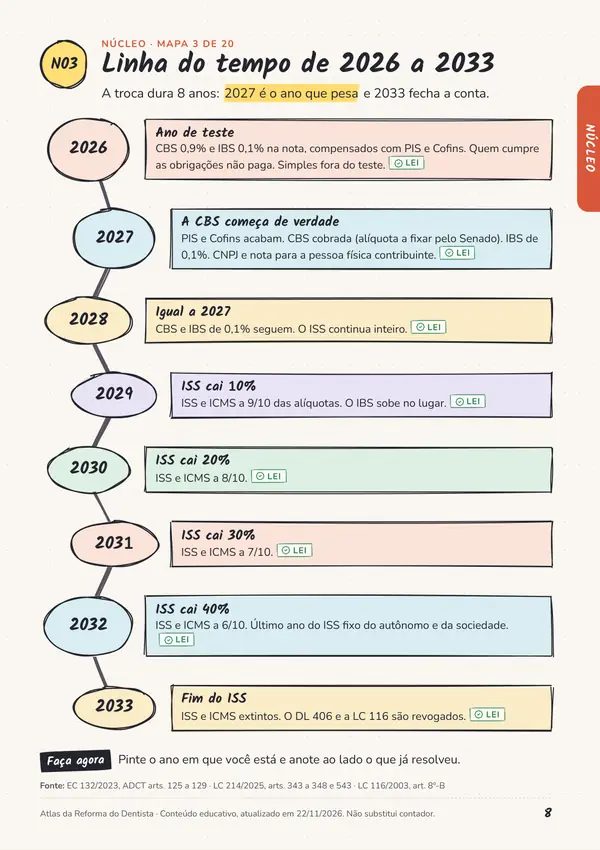 N03
NÚCLEO · MAPA 3 DE 20
Linha do tempo de 2026 a 2033
A troca dura 8 anos: 2027 é o ano que pesa e 2033 fecha a conta.
NÚCLEO
2026
Ano de teste
CBS 0,9% e IBS 0,1% na nota, compensados com PIS e Cofins. Quem cumpre
as obrigações não paga. Simples fora do teste. LEI
2027
A CBS começa de verdade
PIS e Cofins acabam. CBS cobrada (alíquota a fixar pelo Senado). IBS de
0,1%. CNPJ e nota para a pessoa física contribuinte. LEI
2028
Igual a 2027
CBS e IBS de 0,1% seguem. O ISS continua inteiro. LEI
2029
ISS cai 10%
ISS e ICMS a 9/10 das alíquotas. O IBS sobe no lugar. LEI
2030
ISS cai 20%
ISS e ICMS a 8/10. LEI
2031
ISS cai 30%
ISS e ICMS a 7/10. LEI
2032
ISS cai 40%
ISS e ICMS a 6/10. Último ano do ISS fixo do autônomo e da sociedade.
LEI
2033
Fim do ISS
ISS e ICMS extintos. O DL 406 e a LC 116 são revogados. LEI
Faça agora Pinte o ano em que você está e anote ao lado o que já resolveu.
Fonte: EC 132/2023, ADCT arts. 125 a 129 · LC 214/2025, arts. 343 a 348 e 543 · LC 116/2003, art. 8º-B
Atlas da Reforma do Dentista · Conteúdo educativo, atualizado em 22/11/2026. Não substitui contador.
8